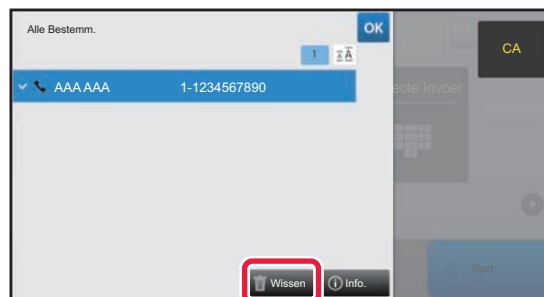 Alle Bestemm.
OK
CA
1
AAA AAA 1-1234567890
ecte Invoer
Wissen
Info.
Start